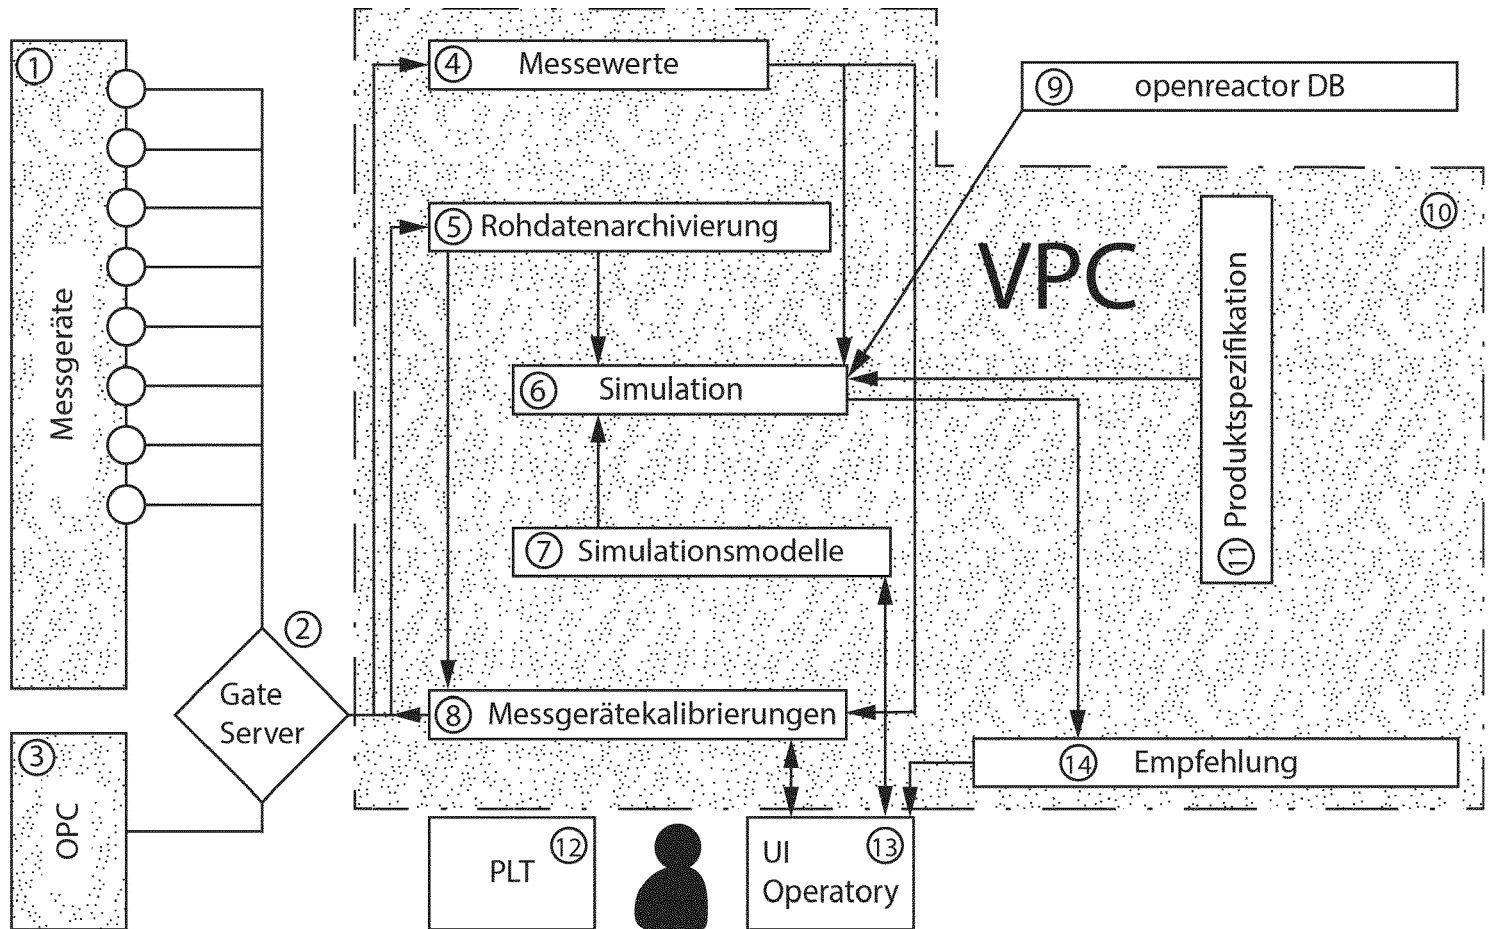 1
Messgeräte
2
Gate
Server
3
OPC
4 Messewerte
5 Rohdatenarchivierung
6 Simulation
7 Simulationsmodelle
8 Messgerätekalibrierungen
9 openreactor DB
10
VPC
11 Produktspezifikation
14 Empfehlung
12
PLT
13
UI
Operatory